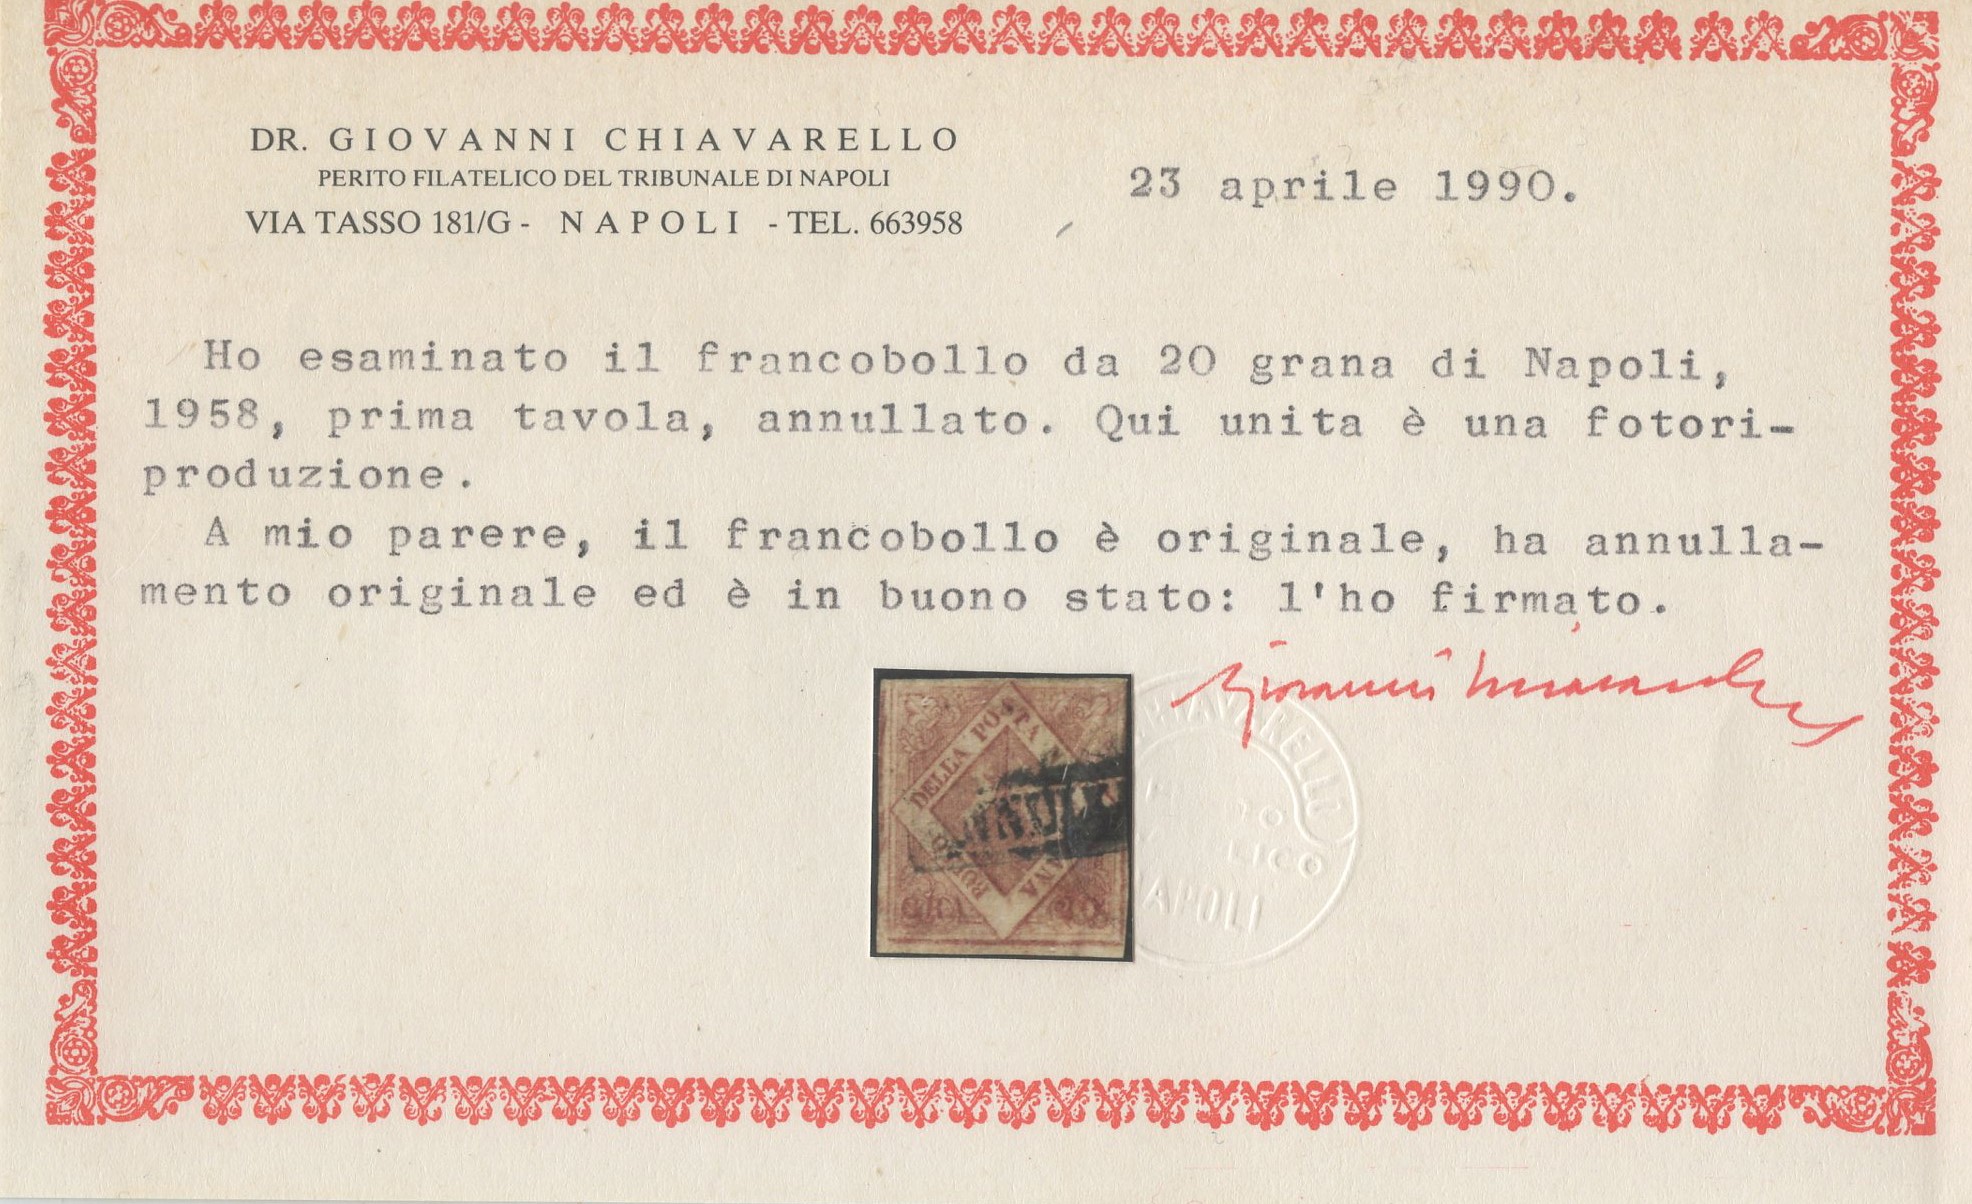 DR. GIOVANNI CHIAVARELLO
PERITO FILATELICO DEL TRIBUNALE DI NAPOLI
VIA TASSO 181/G - NAPOLI - TEL. 663958
23 aprile 1990.
Ho esaminato il francobollo da 20 grana di Napoli,
1958, prima tavola, annullato. Qui unita è una fotori-
produzione.
A mio parere, il francobollo è originale, ha annulla-
mento originale ed è in buono stato: l'ho firmato.
Giovanni Chiavarello
DELLA POSTA